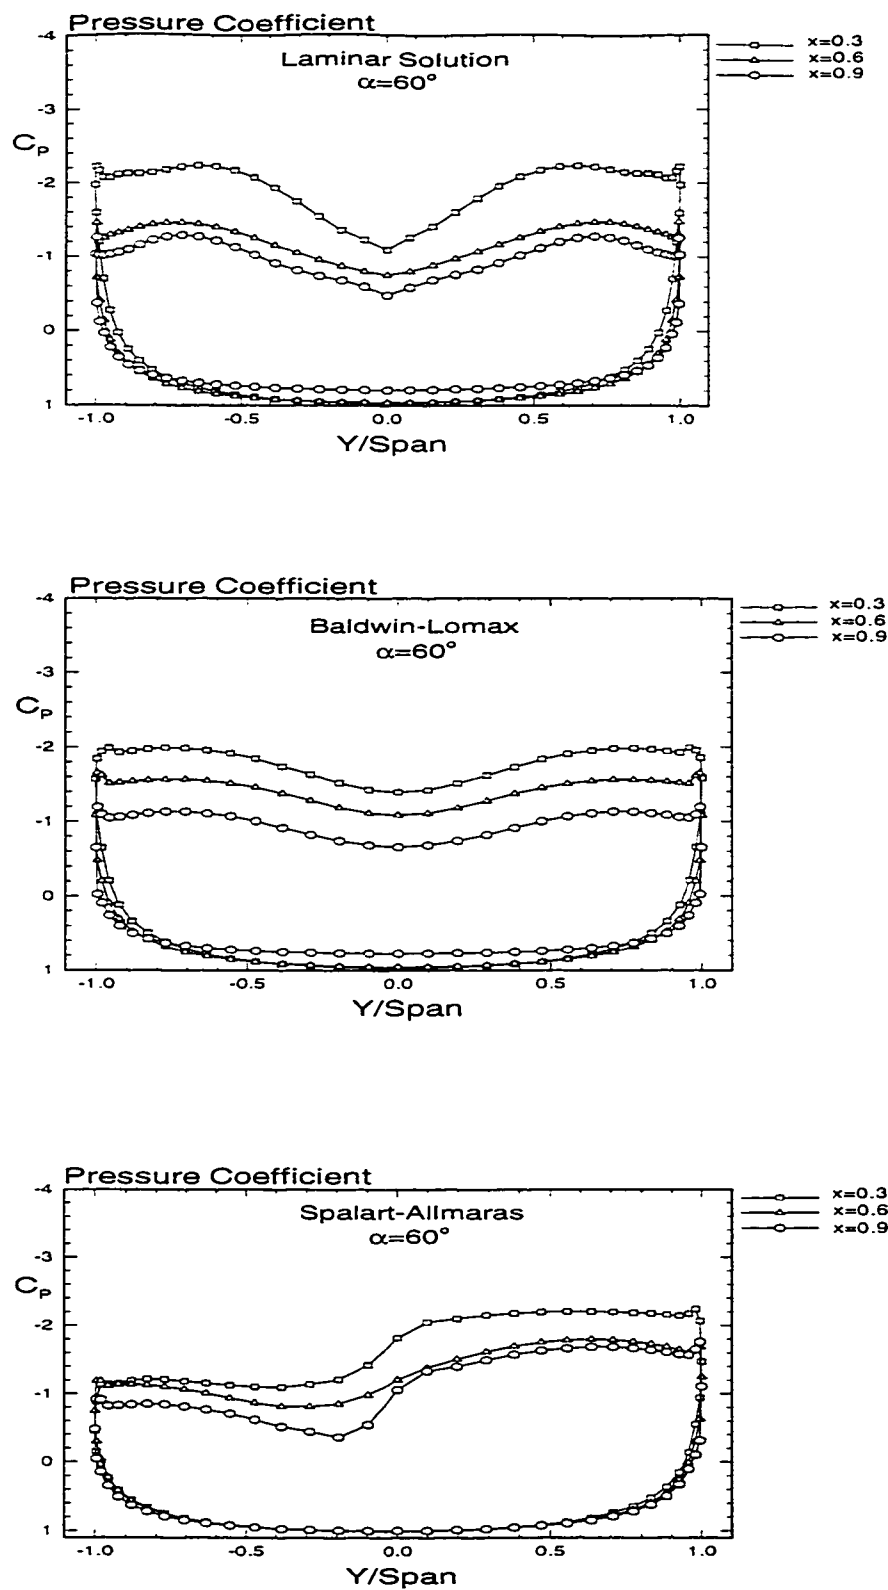 Pressure Coefficient
-4
Laminar Solution
α=60°
x=0.3
x=0.6
x=0.9
-3
C_P
-2
-1
0
1
-1.0 -0.5 0.0 0.5 1.0
Y/Span
Pressure Coefficient
-4
Baldwin-Lomax
α=60°
x=0.3
x=0.6
x=0.9
-3
C_P
-2
-1
0
1
-1.0 -0.5 0.0 0.5 1.0
Y/Span
Pressure Coefficient
-4
Spalart-Allmaras
α=60°
x=0.3
x=0.6
x=0.9
-3
C_P
-2
-1
0
1
-1.0 -0.5 0.0 0.5 1.0
Y/Span